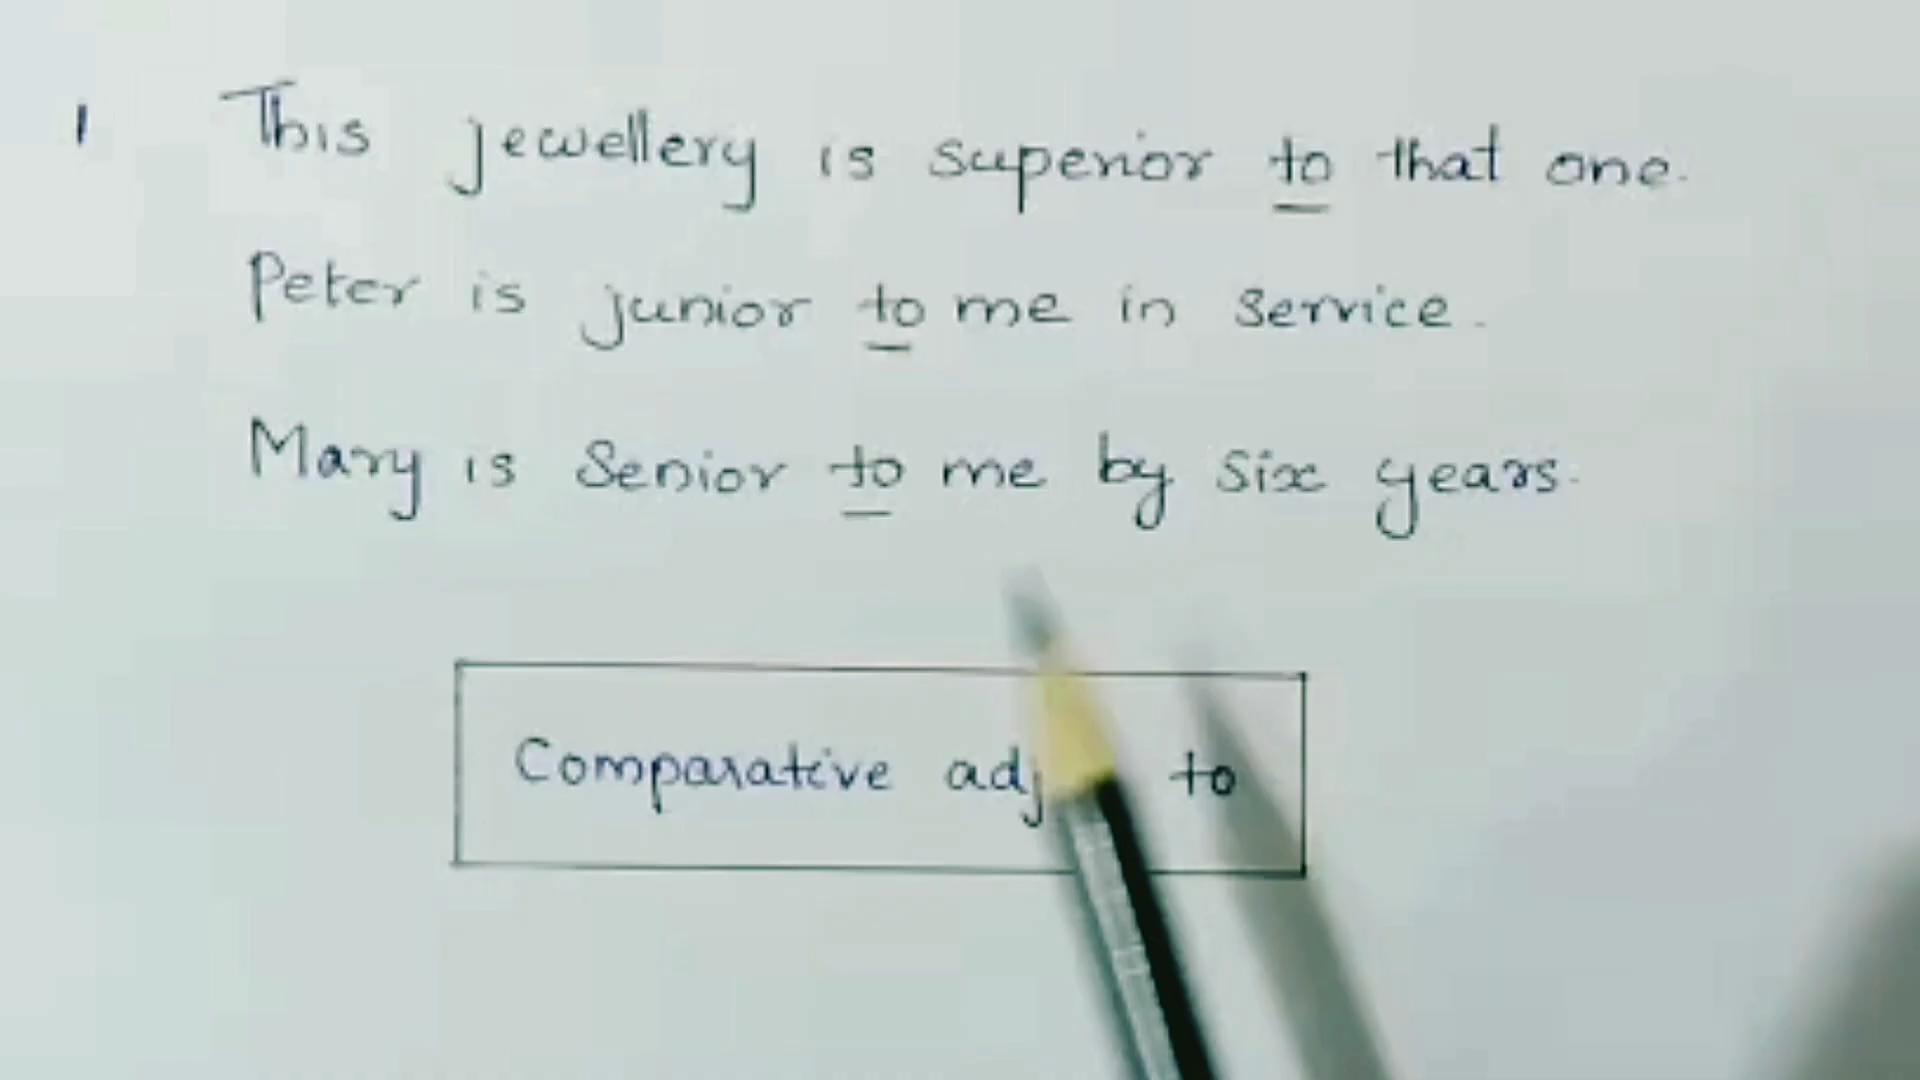 1 This jewellery is superior to that one.
Peter is junior to me in service.
Mary is Senior to me by six years.
Comparative adj to